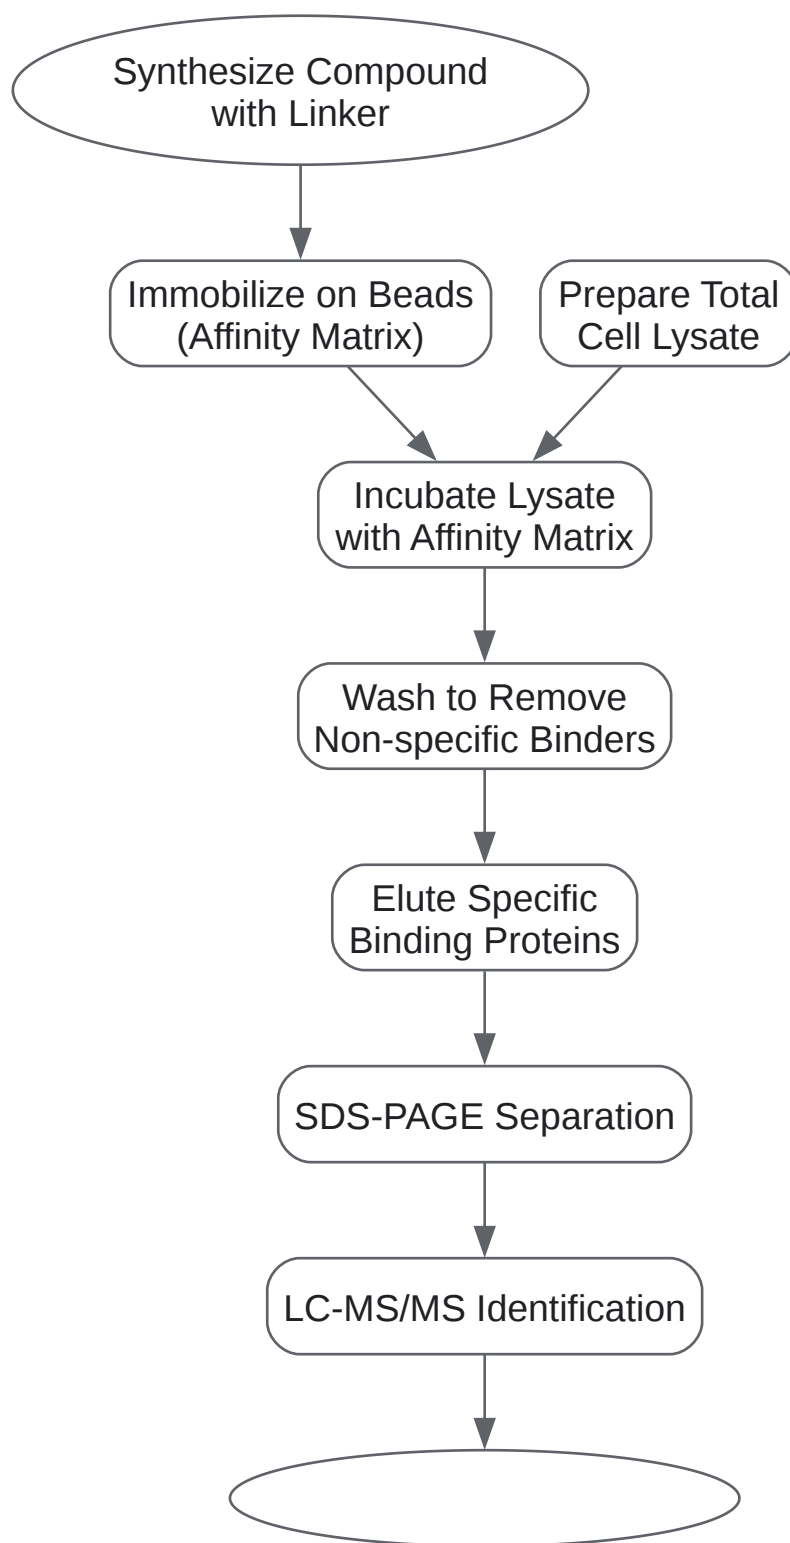 Synthesize Compound
with Linker
Immobilize on Beads
(Affinity Matrix)
Prepare Total
Cell Lysate
Incubate Lysate
with Affinity Matrix
Wash to Remove
Non-specific Binders
Elute Specific
Binding Proteins
SDS-PAGE Separation
LC-MS/MS Identification